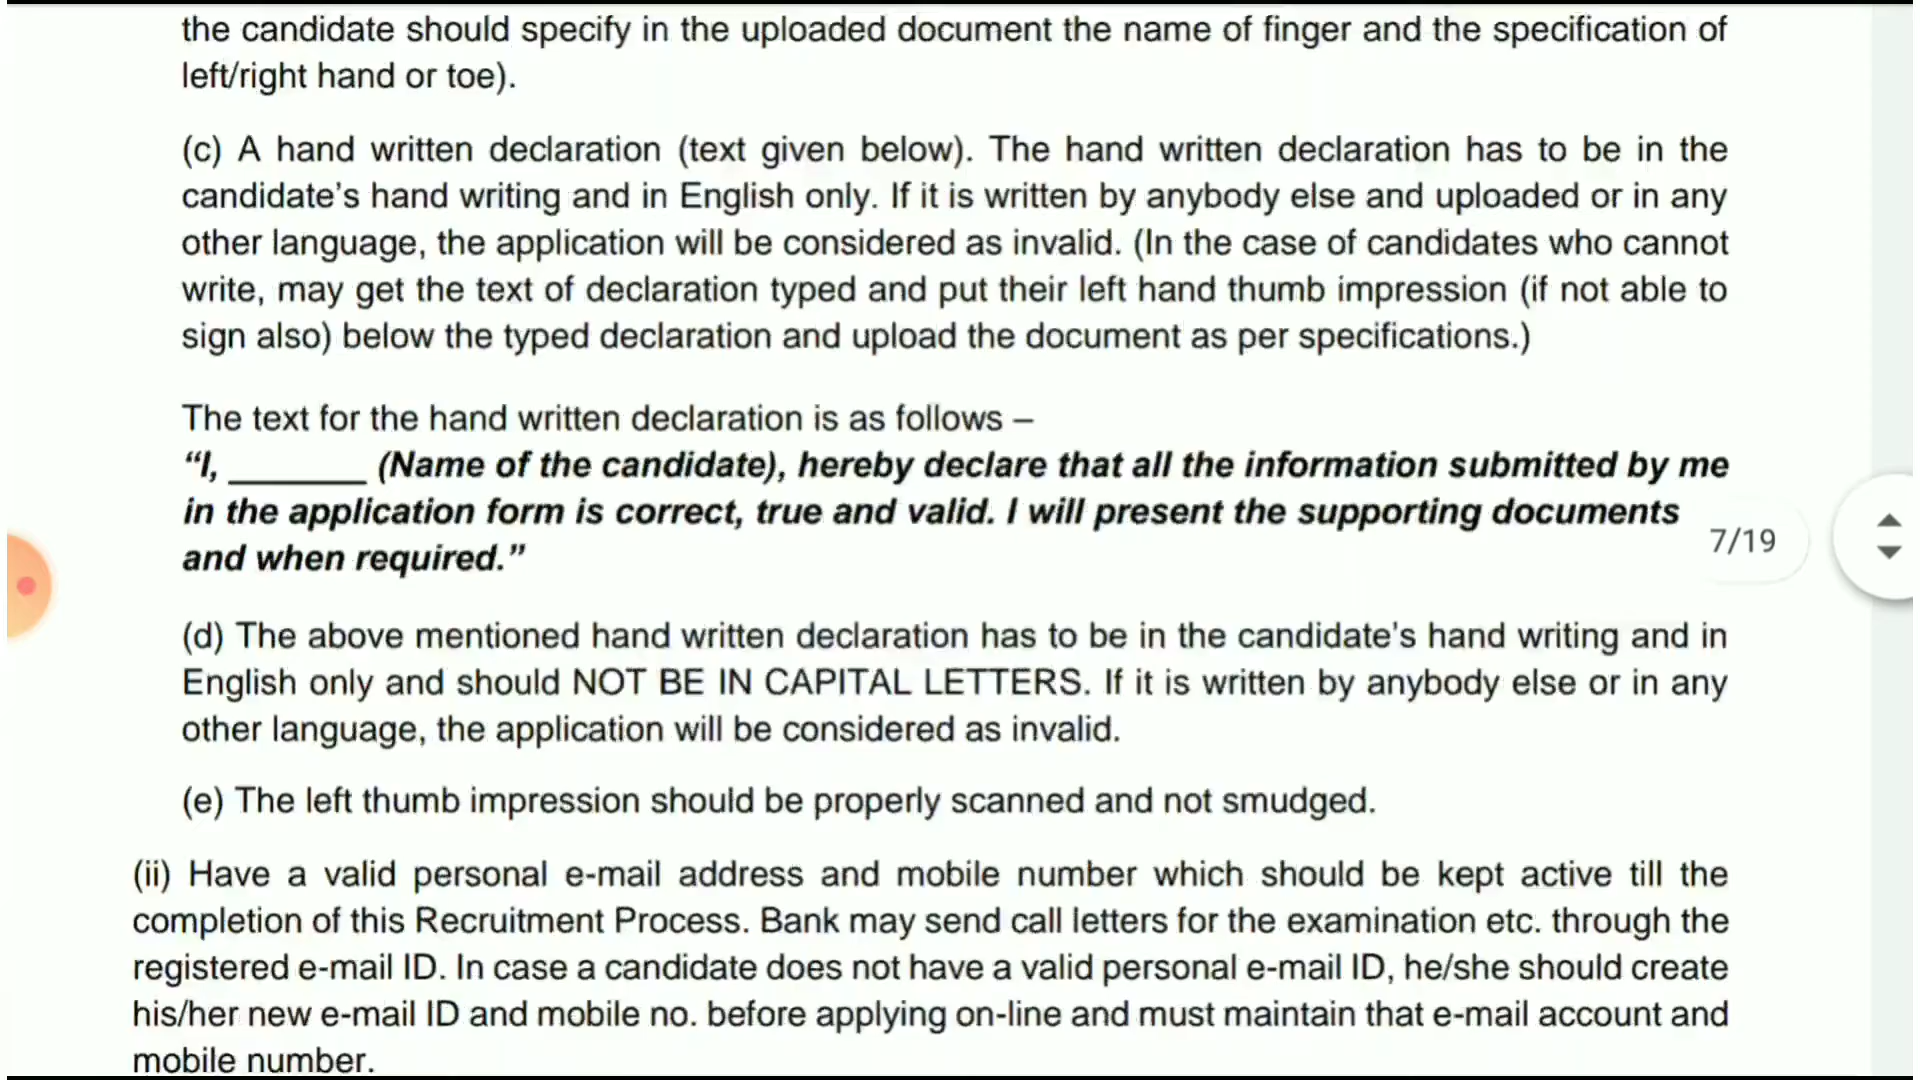 the candidate should specify in the uploaded document the name of finger and the specification of
left/right hand or toe).
(c) A hand written declaration (text given below). The hand written declaration has to be in the
candidate's hand writing and in English only. If it is written by anybody else and uploaded or in any
other language, the application will be considered as invalid. (In the case of candidates who cannot
write, may get the text of declaration typed and put their left hand thumb impression (if not able to
sign also) below the typed declaration and upload the document as per specifications.)
The text for the hand written declaration is as follows –
“I, _______ (Name of the candidate), hereby declare that all the information submitted by me
in the application form is correct, true and valid. I will present the supporting documents
and when required.”
7/19
(d) The above mentioned hand written declaration has to be in the candidate's hand writing and in
English only and should NOT BE IN CAPITAL LETTERS. If it is written by anybody else or in any
other language, the application will be considered as invalid.
(e) The left thumb impression should be properly scanned and not smudged.
(ii) Have a valid personal e-mail address and mobile number which should be kept active till the
completion of this Recruitment Process. Bank may send call letters for the examination etc. through the
registered e-mail ID. In case a candidate does not have a valid personal e-mail ID, he/she should create
his/her new e-mail ID and mobile no. before applying on-line and must maintain that e-mail account and
mobile number.